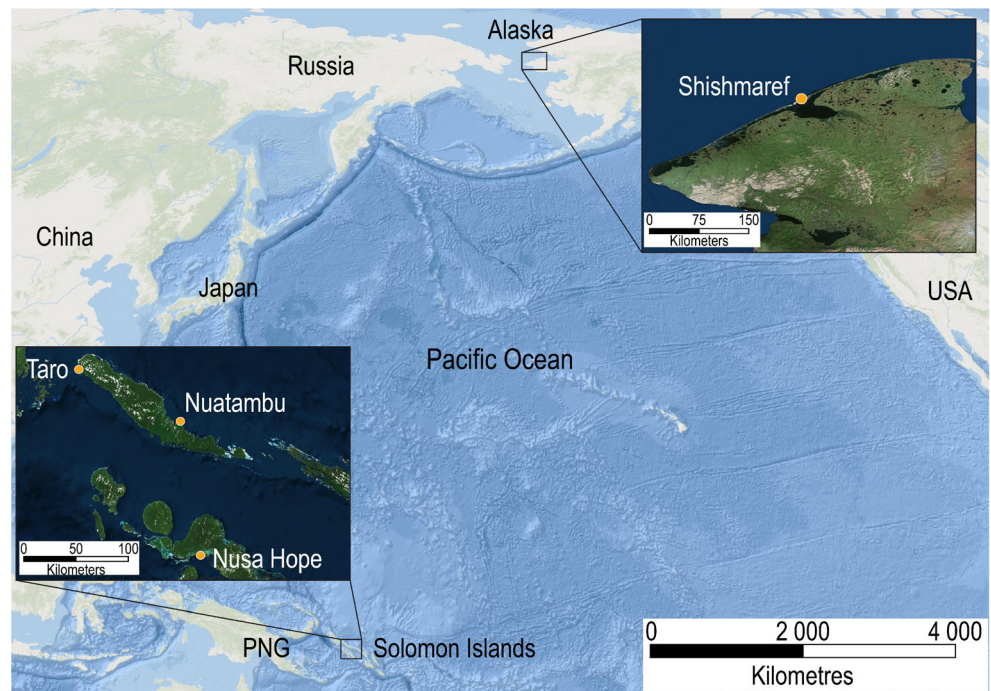 Alaska
Russia
Shishmaref
0 75 150
Kilometers
China
Japan
USA
Pacific Ocean
Taro
Nuatambu
0 50 100
Kilometers
Nusa Hope
PNG
Solomon Islands
0 2 000 4 000
Kilometres